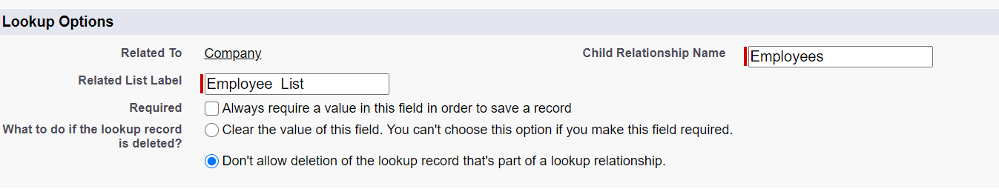 Lookup Options
Related To Company Child Relationship Name Employees
Related List Label Employee  List
Required Always require a value in this field in order to save a record
What to do if the lookup record is deleted? Clear the value of this field. You can't choose this option if you make this field required.
Don't allow deletion of the lookup record that's part of a lookup relationship.